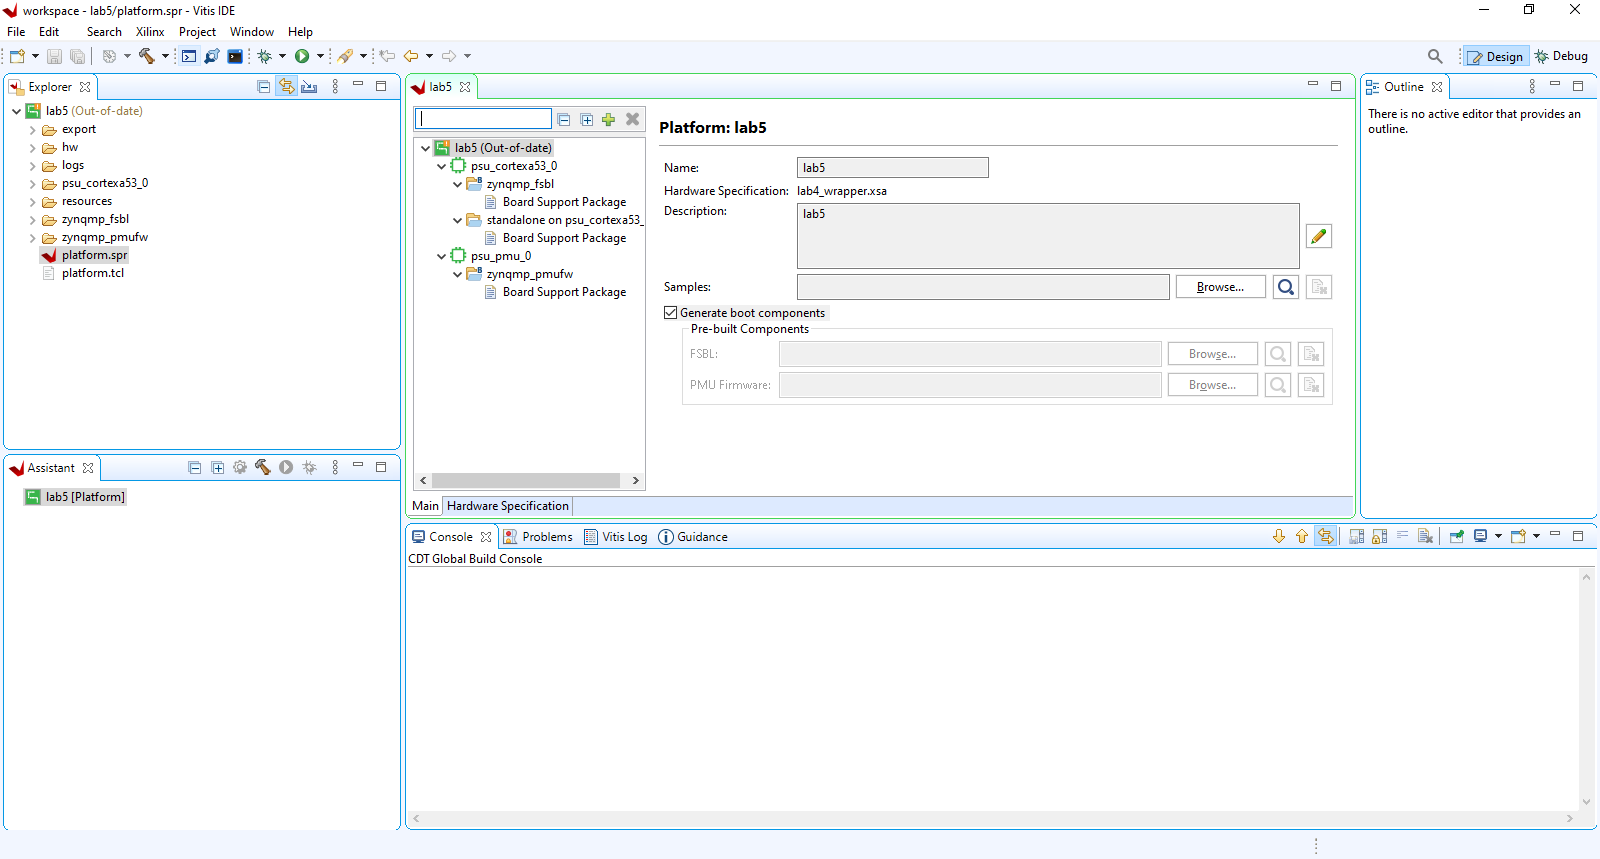 workspace - lab5/platform.spr - Vitis IDE
File Edit Search Xilinx Project Window Help
Design Debug
Explorer
lab5 (Out-of-date)
export
hw
logs
psu_cortexa53_0
resources
zynqmp_fsbl
zynqmp_pmufw
platform.spr
platform.tcl
Assistant
lab5 [Platform]
lab5
lab5 (Out-of-date)
psu_cortexa53_0
zynqmp_fsbl
Board Support Package
standalone on psu_cortexa53_
Board Support Package
psu_pmu_0
zynqmp_pmufw
Board Support Package
Platform: lab5
Name: lab5
Hardware Specification: lab4_wrapper.xsa
Description: lab5
Samples: Browse...
Generate boot components
Pre-built Components
FSBL: Browse...
PMU Firmware: Browse...
Main Hardware Specification
Outline
There is no active editor that provides an
outline.
Console Problems Vitis Log Guidance
CDT Global Build Console